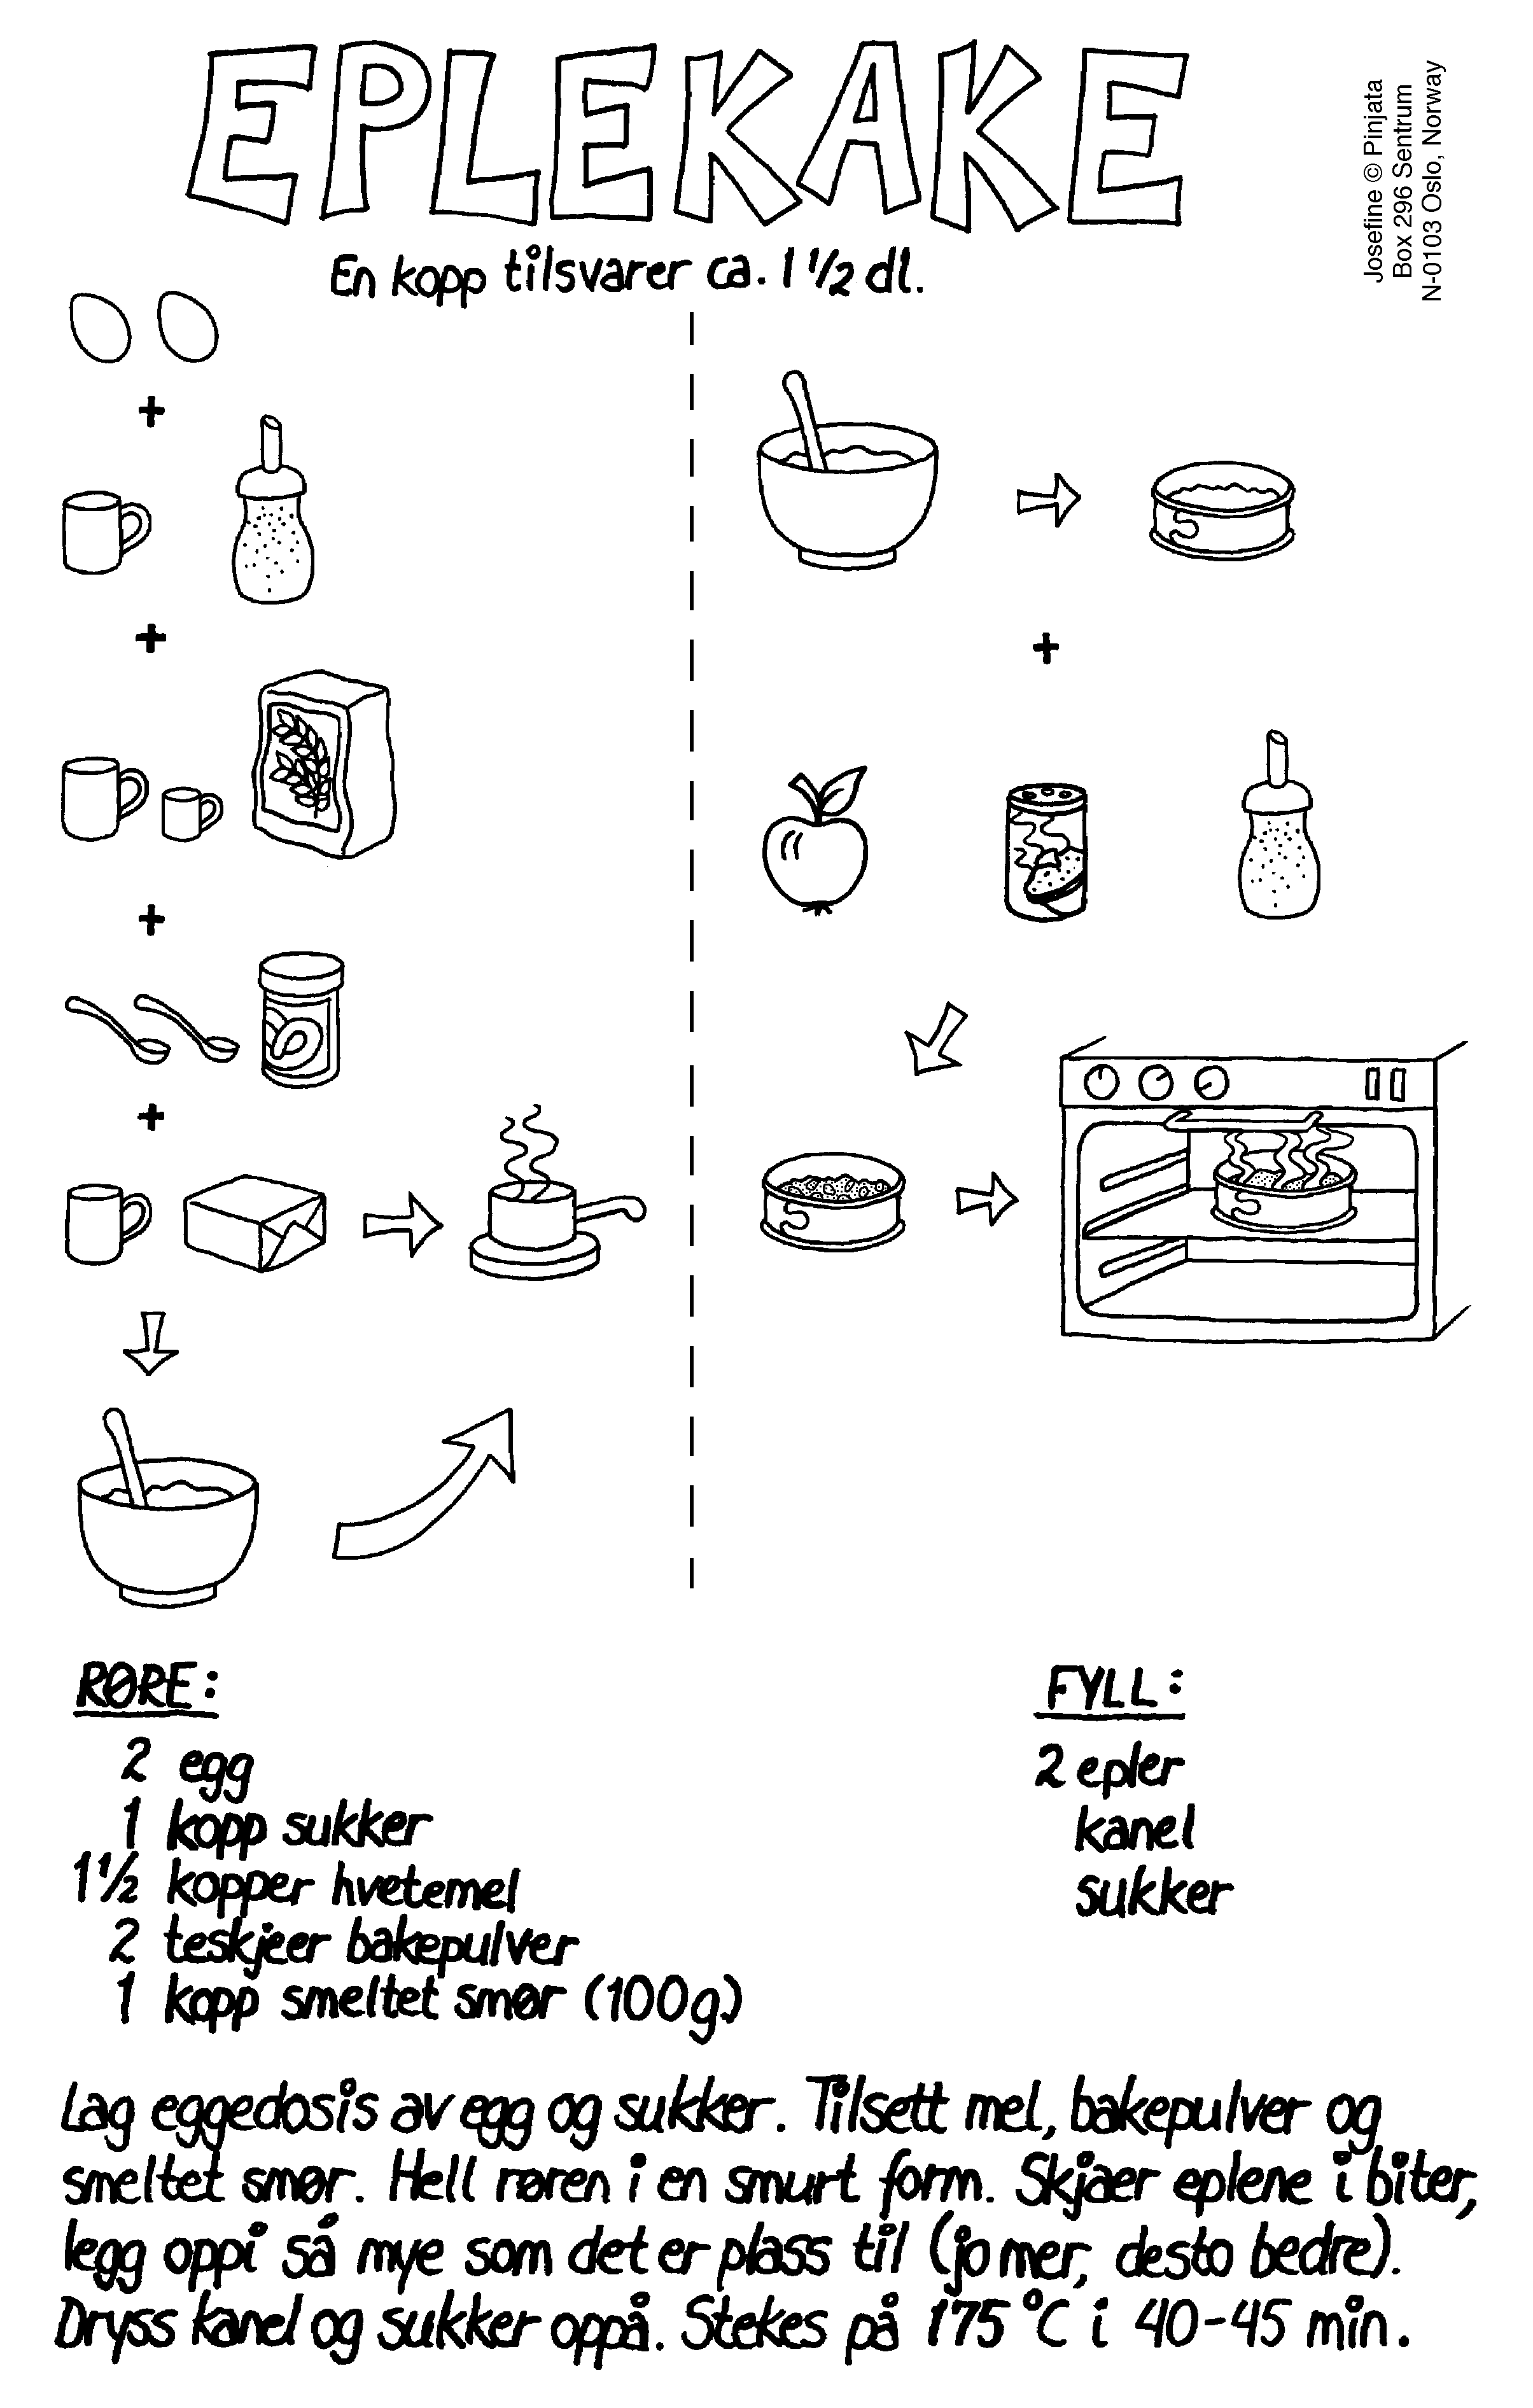 EPLEKAKE
En kopp tilsvarer ca. 1 1/2 dl.
Josefine © Pinjata
Box 296 Sentrum
N-0103 Oslo, Norway
RØRE:
2 egg
1 kopp sukker
1 1/2 kopper hvetemel
2 teskjeer bakepulver
1 kopp smeltet smør (100g.)
FYLL:
2 epler
kanel
sukker
Lag eggedosis av egg og sukker. Tilsett mel, bakepulver og
smeltet smør. Hell røren i en smurt form. Skjær eplene i biter,
legg oppi så mye som det er plass til (jo mer, desto bedre).
Dryss kanel og sukker oppå. Stekes på 175 °C i 40-45 min.